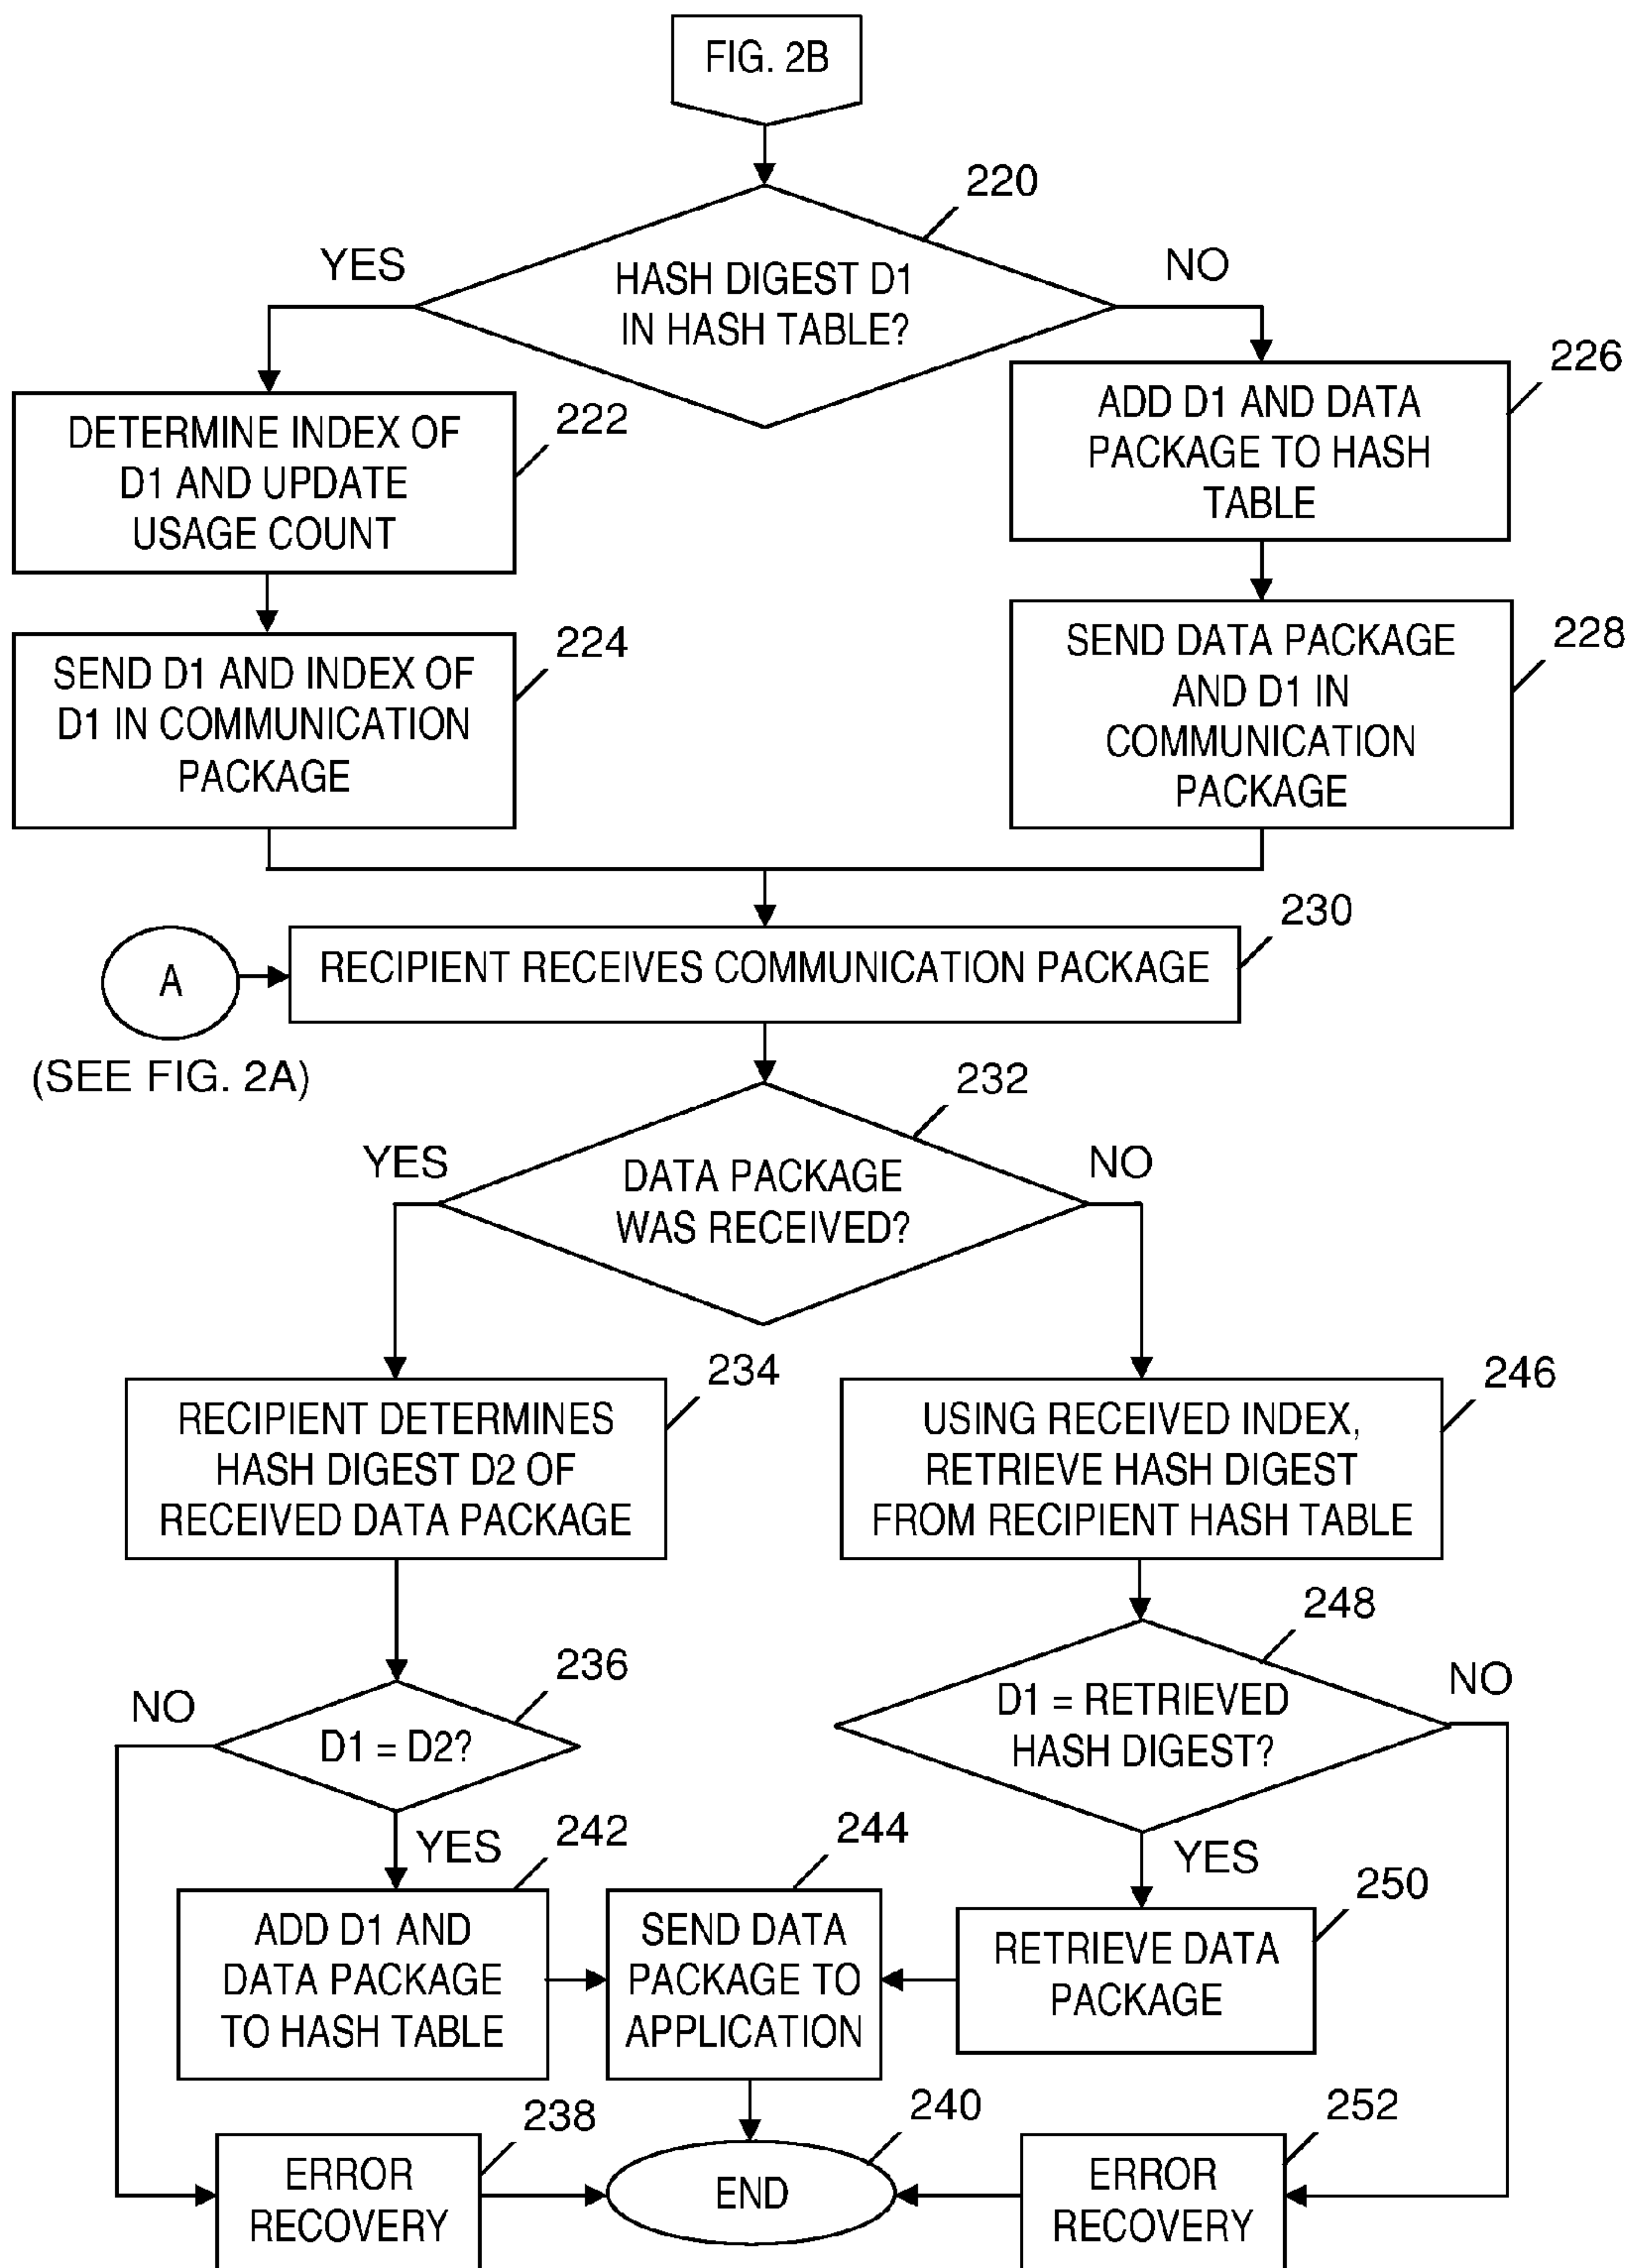 FIG. 2B
220
YES
NO
HASH DIGEST D1
IN HASH TABLE?
222
DETERMINE INDEX OF
D1 AND UPDATE
USAGE COUNT
226
ADD D1 AND DATA
PACKAGE TO HASH
TABLE
224
SEND D1 AND INDEX OF
D1 IN COMMUNICATION
PACKAGE
228
SEND DATA PACKAGE
AND D1 IN
COMMUNICATION
PACKAGE
230
A
RECIPIENT RECEIVES COMMUNICATION PACKAGE
(SEE FIG. 2A)
232
YES
NO
DATA PACKAGE
WAS RECEIVED?
234
RECIPIENT DETERMINES
HASH DIGEST D2 OF
RECEIVED DATA PACKAGE
246
USING RECEIVED INDEX,
RETRIEVE HASH DIGEST
FROM RECIPIENT HASH TABLE
236
NO
D1 = D2?
YES
248
NO
D1 = RETRIEVED
HASH DIGEST?
YES
242
ADD D1 AND
DATA PACKAGE
TO HASH TABLE
244
SEND DATA
PACKAGE TO
APPLICATION
250
RETRIEVE DATA
PACKAGE
238
ERROR
RECOVERY
240
END
252
ERROR
RECOVERY